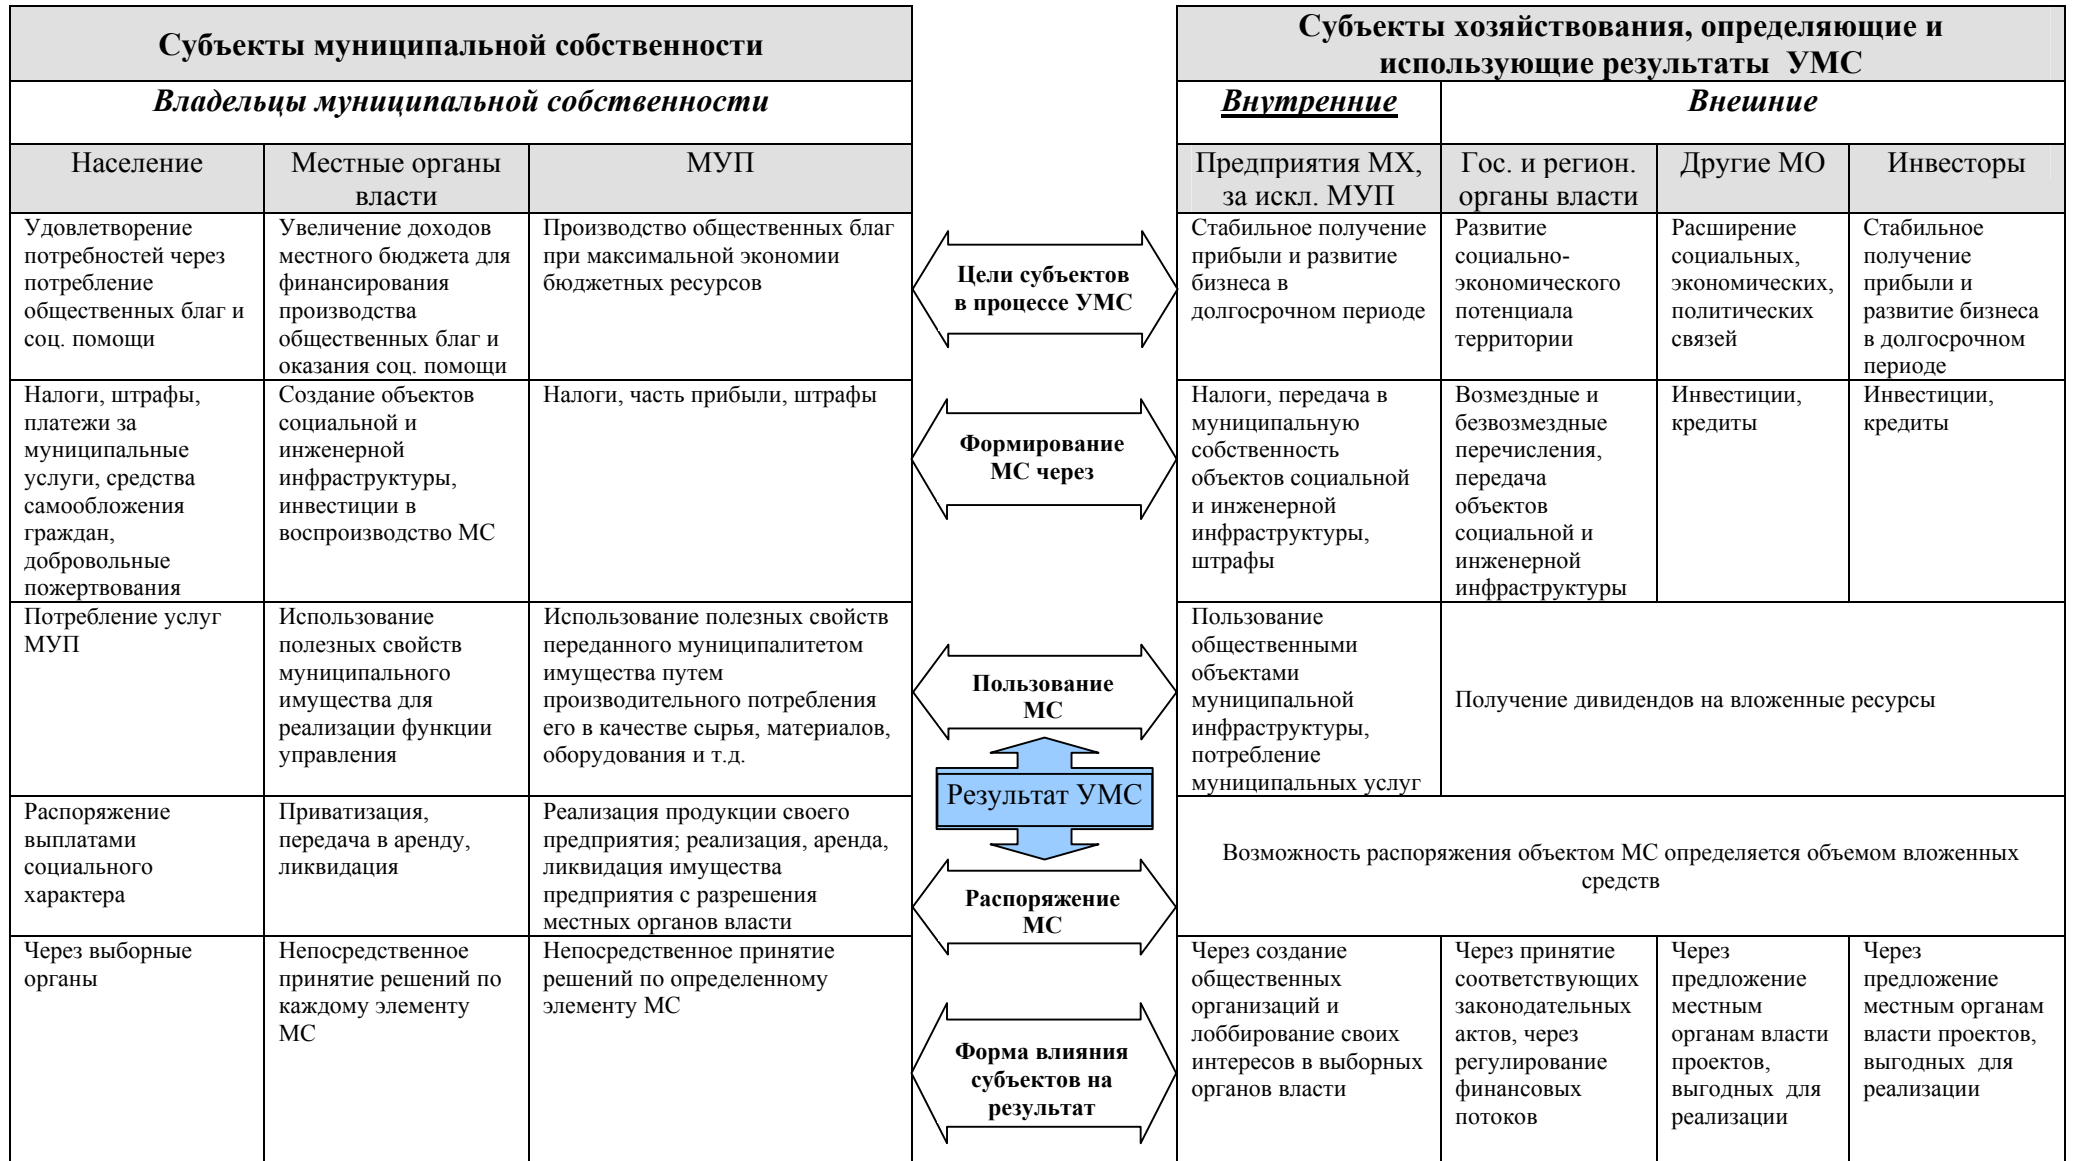 Субъекты муниципальной собственности
Владельцы муниципальной собственности
Население
Местные органы
власти
МУП
Удовлетворение
потребностей через
потребление
общественных благ и
соц. помощи
Увеличение доходов
местного бюджета для
финансирования
производства
общественных благ и
оказания соц. помощи
Производство общественных благ
при максимальной экономии
бюджетных ресурсов
Налоги, штрафы,
платежи за
муниципальные
услуги, средства
самообложения
граждан,
добровольные
пожертвования
Создание объектов
социальной и
инженерной
инфраструктуры,
инвестиции в
воспроизводство МС
Налоги, часть прибыли, штрафы
Потребление услуг
МУП
Использование
полезных свойств
муниципального
имущества для
реализации функции
управления
Использование полезных свойств
переданного муниципалитетом
имущества путем
производительного потребления
его в качестве сырья, материалов,
оборудования и т.д.
Распоряжение
выплатами
социального
характера
Приватизация,
передача в аренду,
ликвидация
Реализация продукции своего
предприятия; реализация, аренда,
ликвидация имущества
предприятия с разрешения
местных органов власти
Через выборные
органы
Непосредственное
принятие решений по
каждому элементу
МС
Непосредственное принятие
решений по определенному
элементу МС
Цели субъектов
в процессе УМС
Формирование
МС через
Пользование
МС
Результат УМС
Распоряжение
МС
Форма влияния
субъектов на
результат
Субъекты хозяйствования, определяющие и
использующие результаты УМС
Внутренние
Внешние
Предприятия МХ,
за искл. МУП
Гос. и регион.
органы власти
Другие МО
Инвесторы
Стабильное получение
прибыли и развитие
бизнеса в
долгосрочном периоде
Развитие
социально-
экономического
потенциала
территории
Расширение
социальных,
экономических,
политических
связей
Стабильное
получение
прибыли и
развитие бизнеса
в долгосрочном
периоде
Налоги, передача в
муниципальную
собственность
объектов социальной
и инженерной
инфраструктуры,
штрафы
Возмездные и
безвозмездные
перечисления,
передача
объектов
социальной и
инженерной
инфраструктуры
Инвестиции,
кредиты
Инвестиции,
кредиты
Пользование
общественными
объектами
муниципальной
инфраструктуры,
потребление
муниципальных услуг
Получение дивидендов на вложенные ресурсы
Возможность распоряжения объектом МС определяется объемом вложенных
средств
Через создание
общественных
организаций и
лоббирование своих
интересов в выборных
органов власти
Через принятие
соответствующих
законодательных
актов, через
регулирование
финансовых
потоков
Через
предложение
местным
органам власти
проектов,
выгодных для
реализации
Через
предложение
местным органам
власти проектов,
выгодных для
реализации